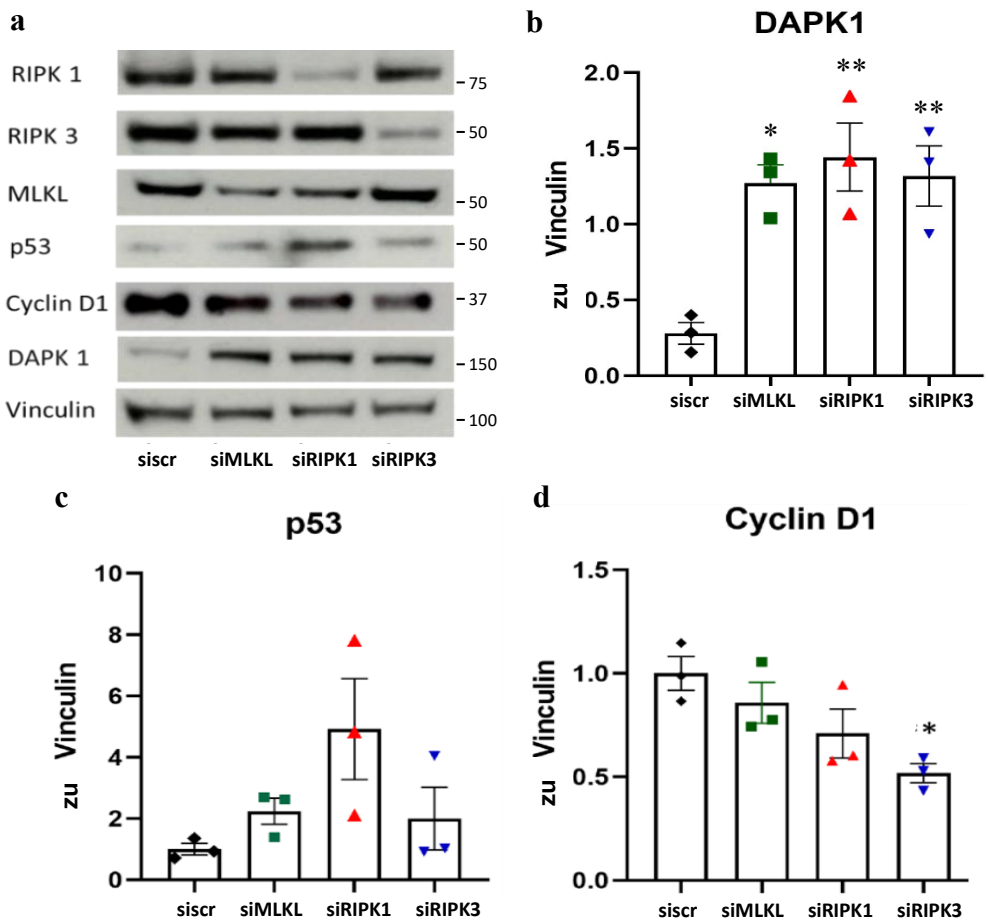 a
RIPK 1
- 75
RIPK 3
- 50
MLKL
- 50
p53
- 50
Cyclin D1
- 37
DAPK 1
- 150
Vinculin
- 100
siscr siMLKL siRIPK1 siRIPK3
b
DAPK1
zu Vinculin
2.0
1.5
1.0
0.5
0.0
*
**
**
siscr siMLKL siRIPK1 siRIPK3
c
p53
zu Vinculin
10
8
6
4
2
0
siscr siMLKL siRIPK1 siRIPK3
d
Cyclin D1
zu Vinculin
1.5
1.0
0.5
0.0
*
siscr siMLKL siRIPK1 siRIPK3